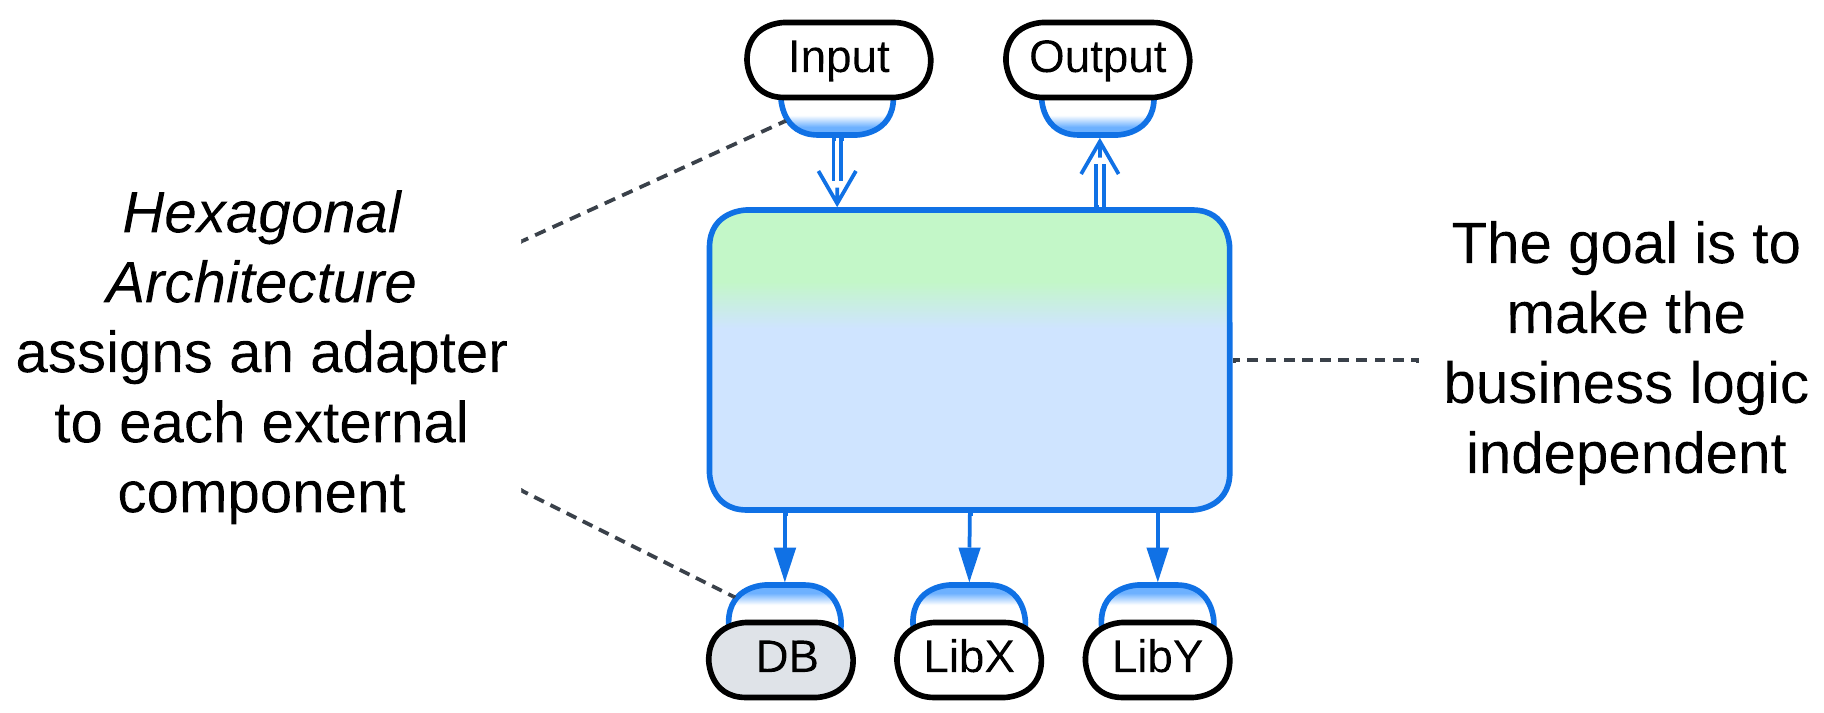 Input
Output
Hexagonal
Architecture
assigns an adapter
to each external
component
The goal is to
make the
business logic
independent
DB
LibX
LibY